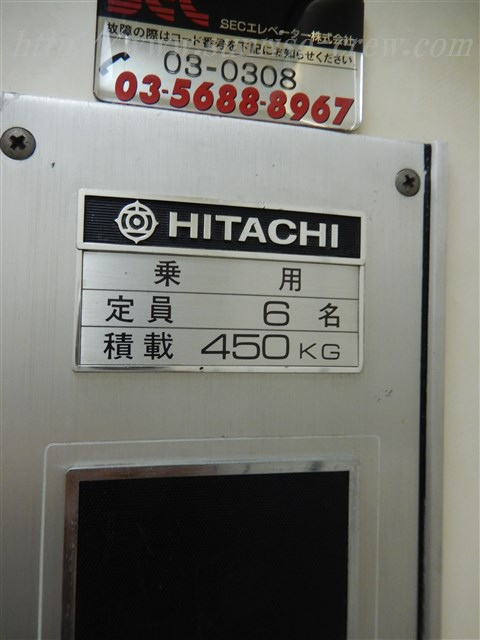 SEC
SECエレベーター株式会社
故障の際はコード番号を下記にお知らせください
03-0308
03-5688-8967
HITACHI
乗用
定員 6名
積載 450KG